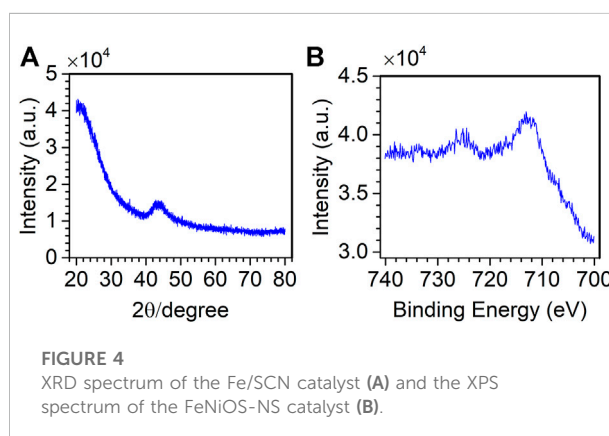 A
×10⁴
5
4
3
2
1
0
Intensity (a.u.)
20 30 40 50 60 70 80
2θ/degree
B
×10⁴
4.5
4.0
3.5
3.0
Intensity (a.u.)
740 730 720 710 700
Binding Energy (eV)
FIGURE 4
XRD spectrum of the Fe/SCN catalyst (A) and the XPS
spectrum of the FeNiOS-NS catalyst (B).